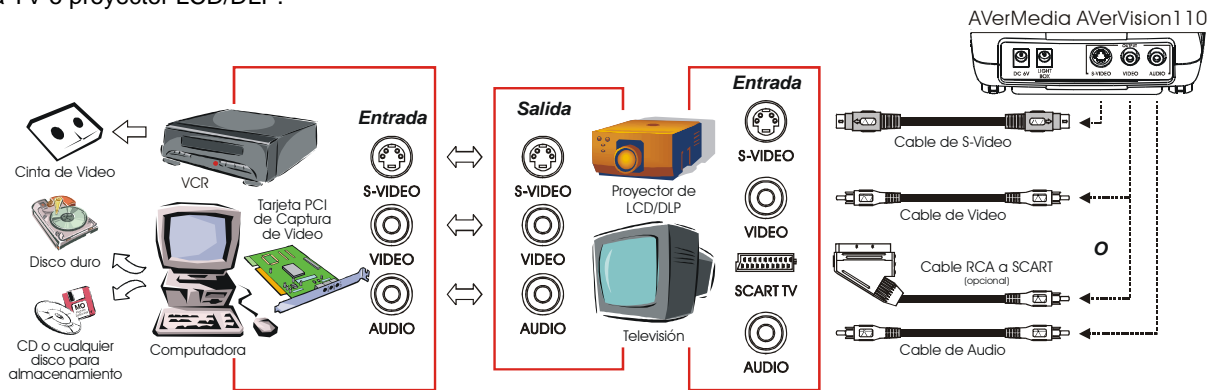 a TV o proyector LCD/DLP.
AVerMedia AVerVision110
OUTPUT
DC 6V
LIGHT
BOX
S-VIDEO
VIDEO
AUDIO
Cinta de Video
VCR
Disco duro
CD o cualquier
disco para
almacenamiento
MO
Computadora
Tarjeta PCI
de Captura
de Video
Entrada
S-VIDEO
VIDEO
AUDIO
Salida
S-VIDEO
VIDEO
AUDIO
Proyector de
LCD/DLP
Televisión
Entrada
S-VIDEO
VIDEO
SCART TV
AUDIO
Cable de S-Video
Cable de Video
O
Cable RCA a SCART
(opcional)
Cable de Audio